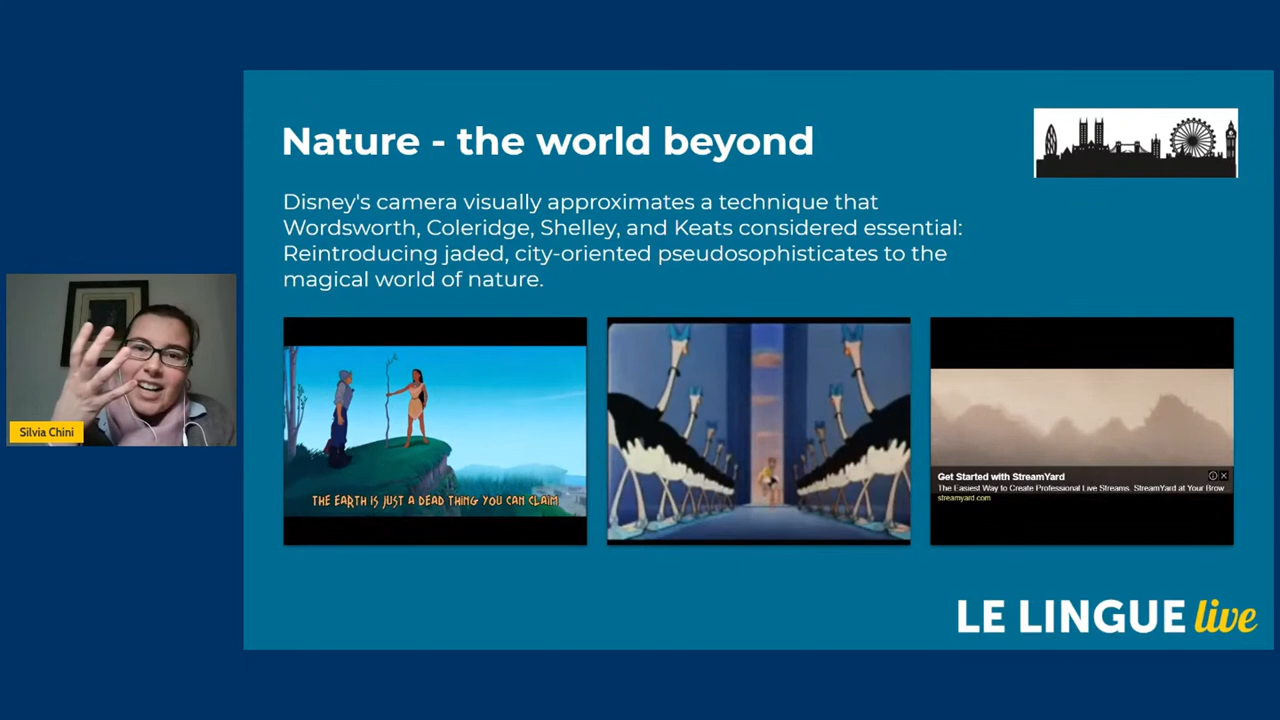 Nature - the world beyond
Disney's camera visually approximates a technique that
Wordsworth, Coleridge, Shelley, and Keats considered essential:
Reintroducing jaded, city-oriented pseudosophisticates to the
magical world of nature.
Silvia Chini
THE EARTH IS JUST A DEAD THING YOU CAN CLAIM
Get Started with StreamYard
The Easiest Way to Create Professional Live Streams. StreamYard at Your Brow
streamyard.com
LE LINGUE live